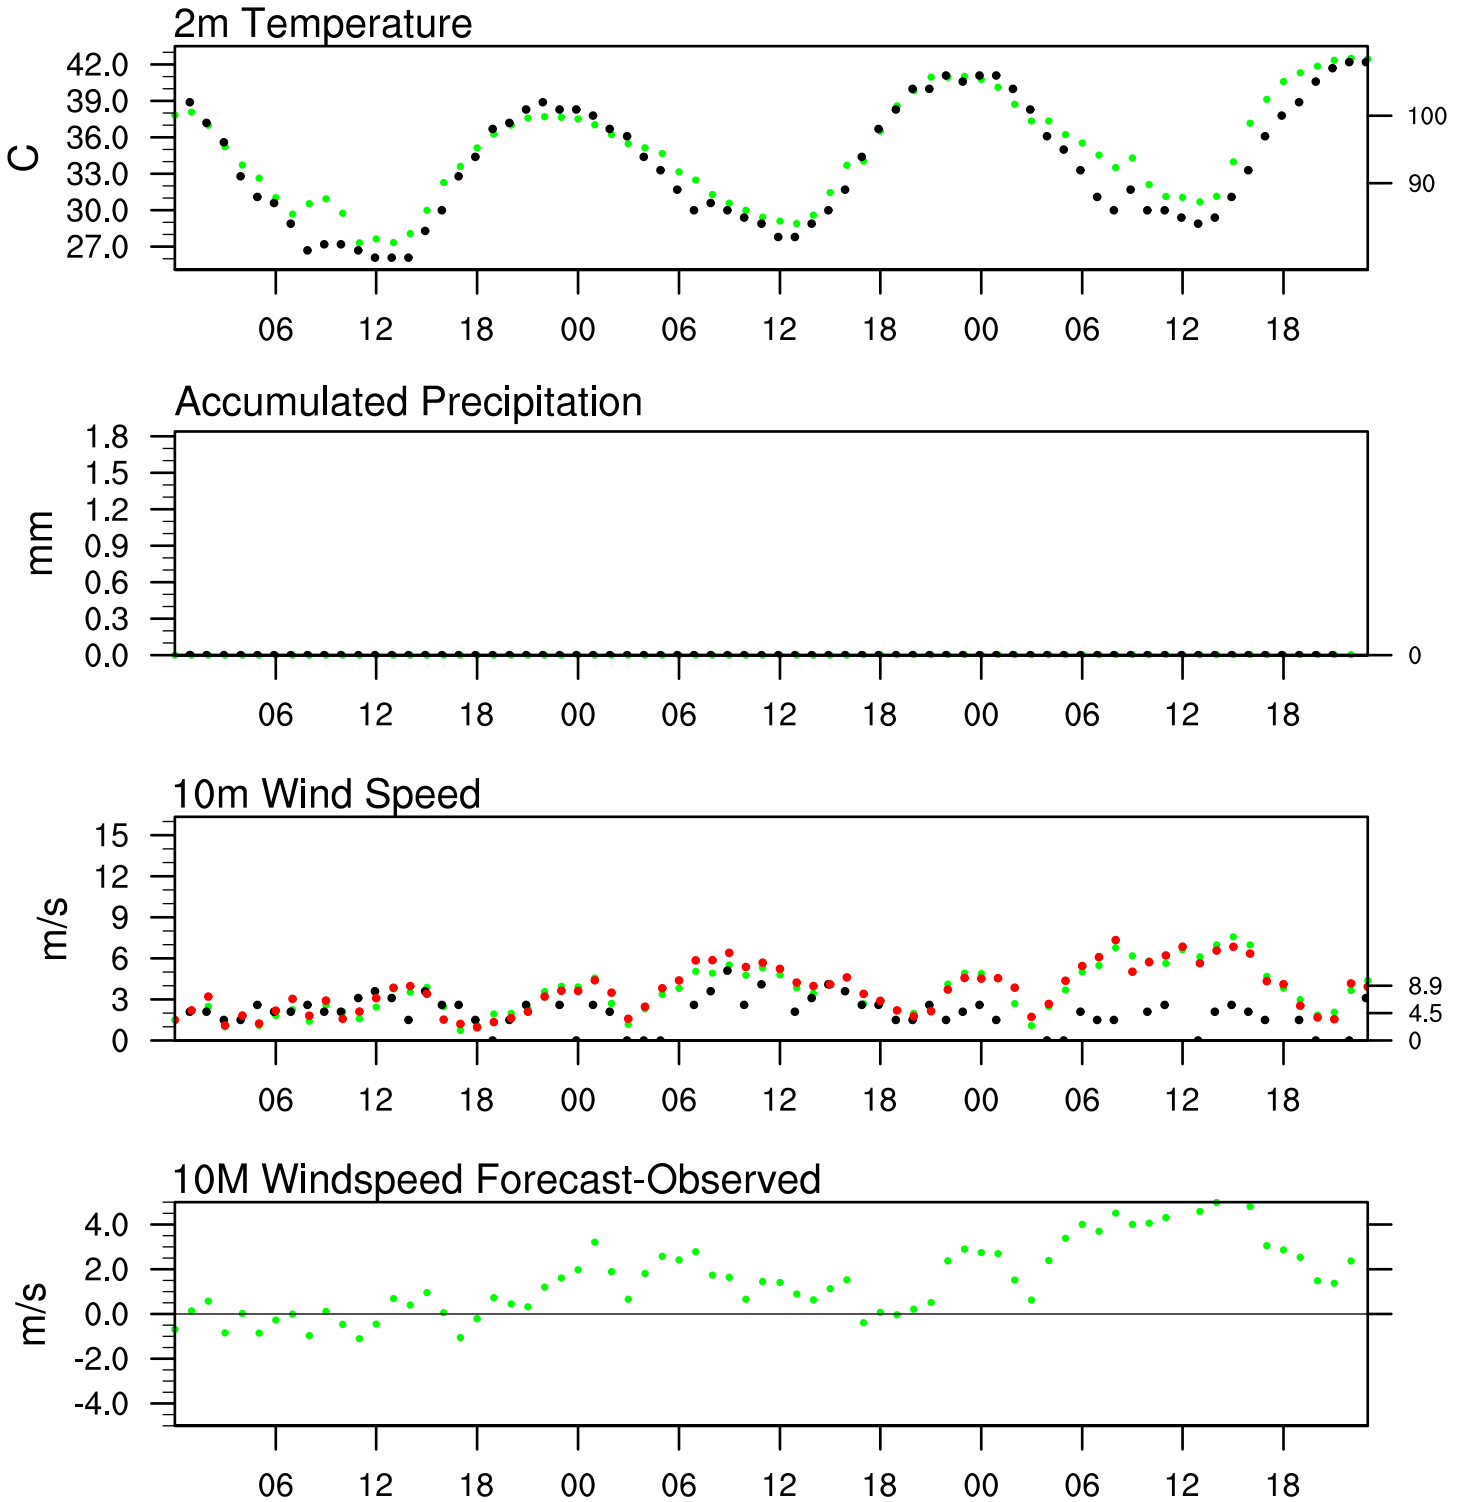 2m Temperature
42.0
39.0
36.0
33.0
30.0
27.0
C
100
90
06 12 18 00 06 12 18 00 06 12 18
Accumulated Precipitation
1.8
1.5
1.2
0.9
0.6
0.3
0.0
mm
0
06 12 18 00 06 12 18 00 06 12 18
10m Wind Speed
15
12
9
6
3
0
m/s
8.9
4.5
0
06 12 18 00 06 12 18 00 06 12 18
10M Windspeed Forecast-Observed
4.0
2.0
0.0
-2.0
-4.0
m/s
06 12 18 00 06 12 18 00 06 12 18